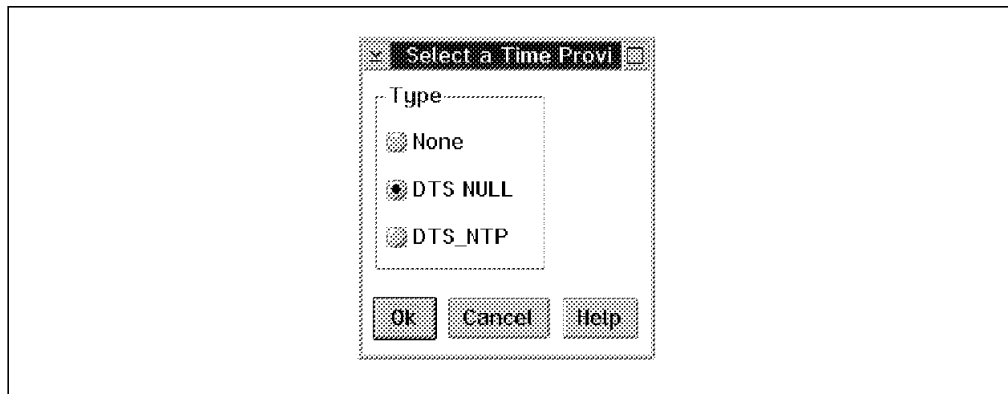 Select a Time Provi
Type
None
DTS NULL
DTS_NTP
Ok Cancel Help